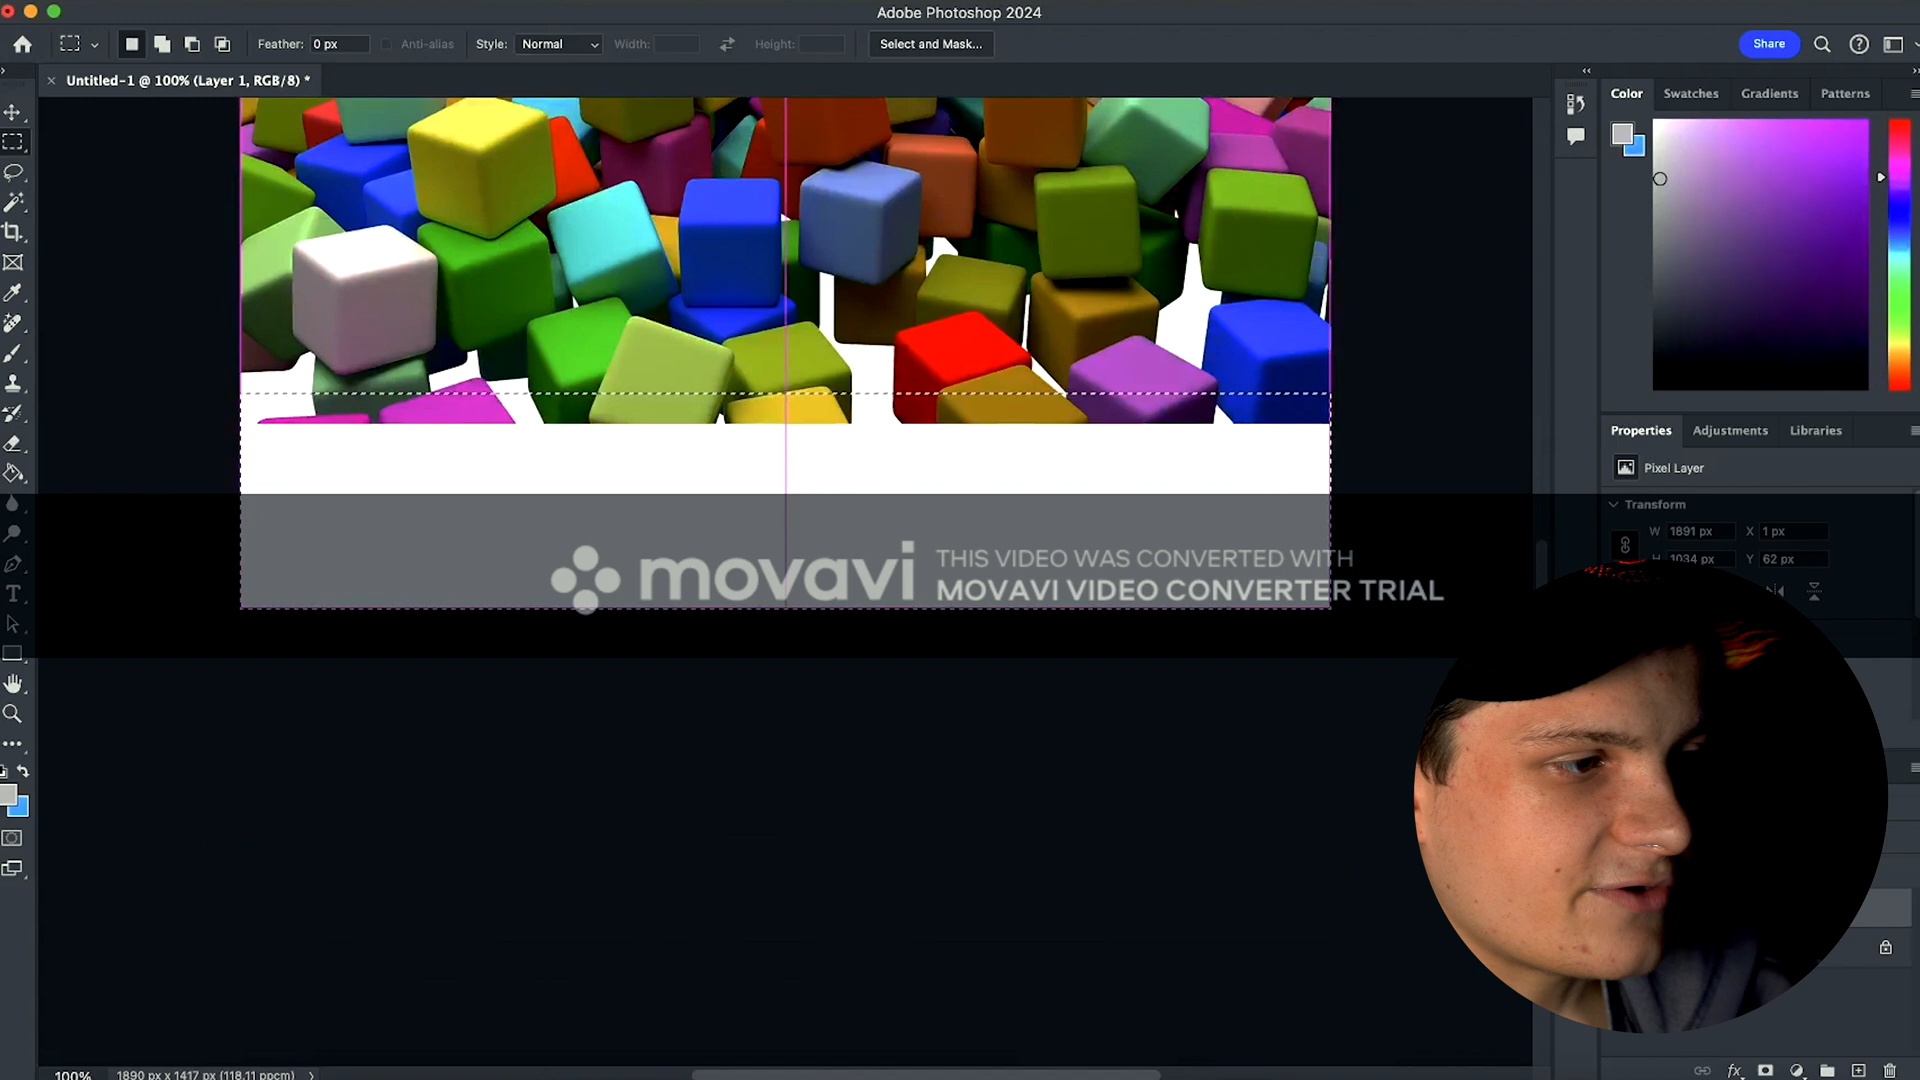 Adobe Photoshop 2024
Feather: 0 px Anti-alias Style: Normal Width: Height: Select and Mask... Share
Untitled-1 @ 100% (Layer 1, RGB/8) *
Color Swatches Gradients Patterns
Properties Adjustments Libraries
Pixel Layer
Transform
W 1891 px X 1 px
H 1034 px Y 62 px
movavi
THIS VIDEO WAS CONVERTED WITH
MOVAVI VIDEO CONVERTER TRIAL
100% 1890 px x 1417 px (118.11 ppcm)